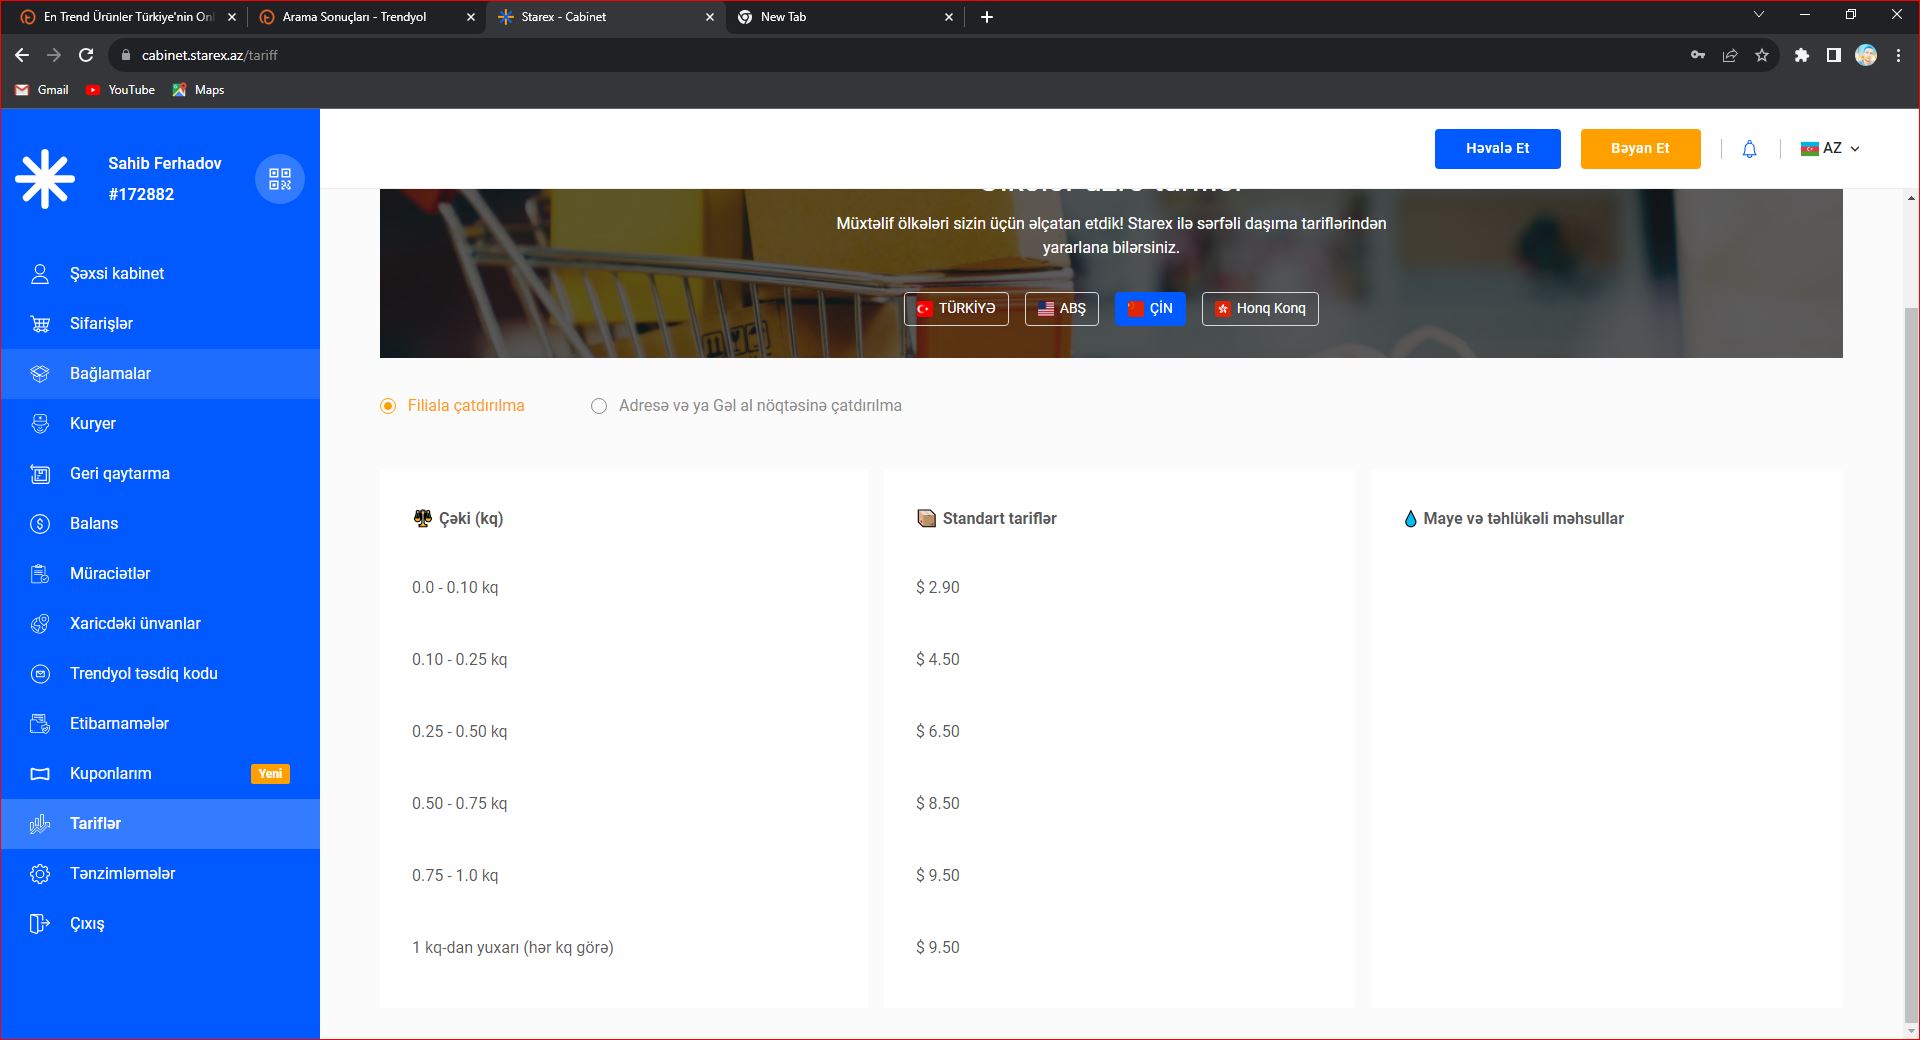 En Trend Ürünler Türkiye'nin Onl
Arama Sonuçları - Trendyol
Starex - Cabinet
New Tab
cabinet.starex.az/tariff
Gmail
YouTube
Maps
Sahib Ferhadov
#172882
Həvalə Et
Bəyan Et
AZ
Müxtəlif ölkələri sizin üçün əlçatan etdik! Starex ilə sərfəli daşıma tariflərindən
yararlana bilərsiniz.
TÜRKİYƏ
ABŞ
ÇİN
Honq Konq
Şəxsi kabinet
Sifarişlər
Bağlamalar
Kuryer
Geri qaytarma
Balans
Müraciətlər
Xaricdəki ünvanlar
Trendyol təsdiq kodu
Etibarnamələr
Kuponlarım
Yeni
Tariflər
Tənzimləmələr
Çıxış
Filiala çatdırılma
Adresə və ya Gəl al nöqtəsinə çatdırılma
Çəki (kq)
Standart tariflər
Maye və təhlükəli məhsullar
0.0 - 0.10 kq
$ 2.90
0.10 - 0.25 kq
$ 4.50
0.25 - 0.50 kq
$ 6.50
0.50 - 0.75 kq
$ 8.50
0.75 - 1.0 kq
$ 9.50
1 kq-dan yuxarı (hər kq görə)
$ 9.50